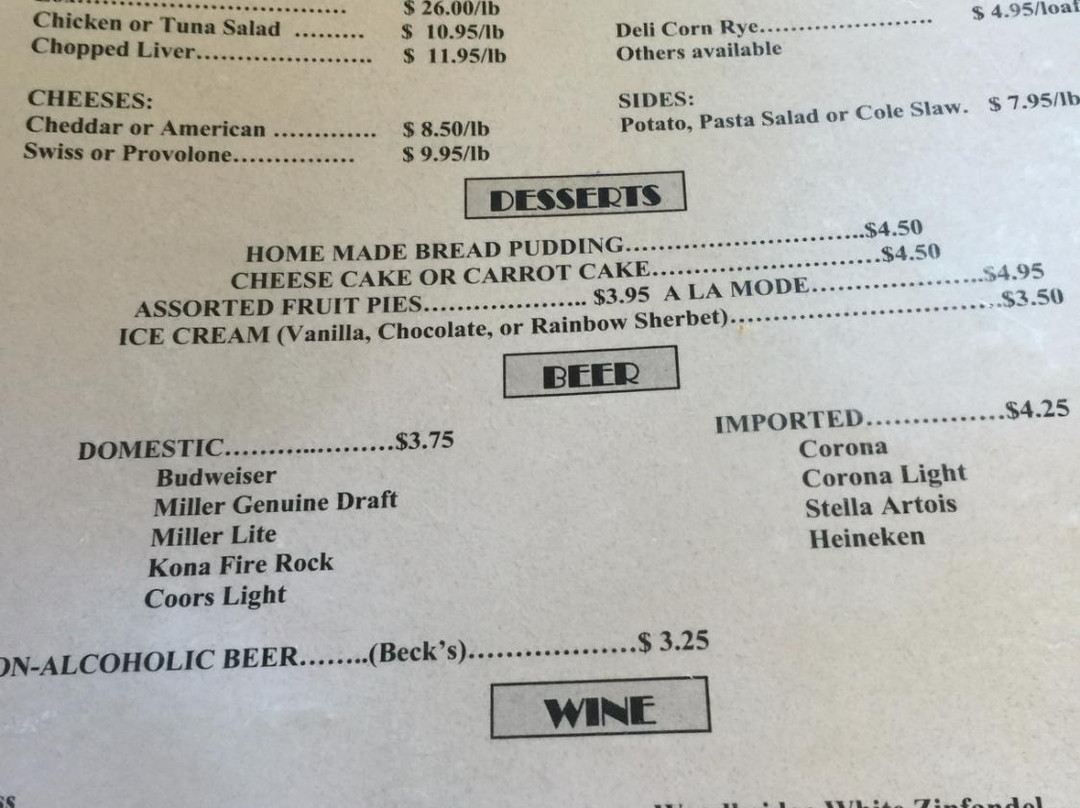 $ 26.00/lb
Chicken or Tuna Salad ......... $ 10.95/lb
Chopped Liver....................... $ 11.95/lb
CHEESES:
Cheddar or American ............. $ 8.50/lb
Swiss or Provolone............... $ 9.95/lb
$ 4.95/loaf
Deli Corn Rye......................
Others available
SIDES:
Potato, Pasta Salad or Cole Slaw. $ 7.95/lb
DESSERTS
HOME MADE BREAD PUDDING..............................$4.50
CHEESE CAKE OR CARROT CAKE.............................$4.50
ASSORTED FRUIT PIES.................... $3.95 A LA MODE......................$4.95
ICE CREAM (Vanilla, Chocolate, or Rainbow Sherbet)..................................$3.50
BEER
DOMESTIC.....................$3.75
Budweiser
Miller Genuine Draft
Miller Lite
Kona Fire Rock
Coors Light
IMPORTED.................$4.25
Corona
Corona Light
Stella Artois
Heineken
ON-ALCOHOLIC BEER........(Beck's).....................$ 3.25
WINE
White Zinfandel